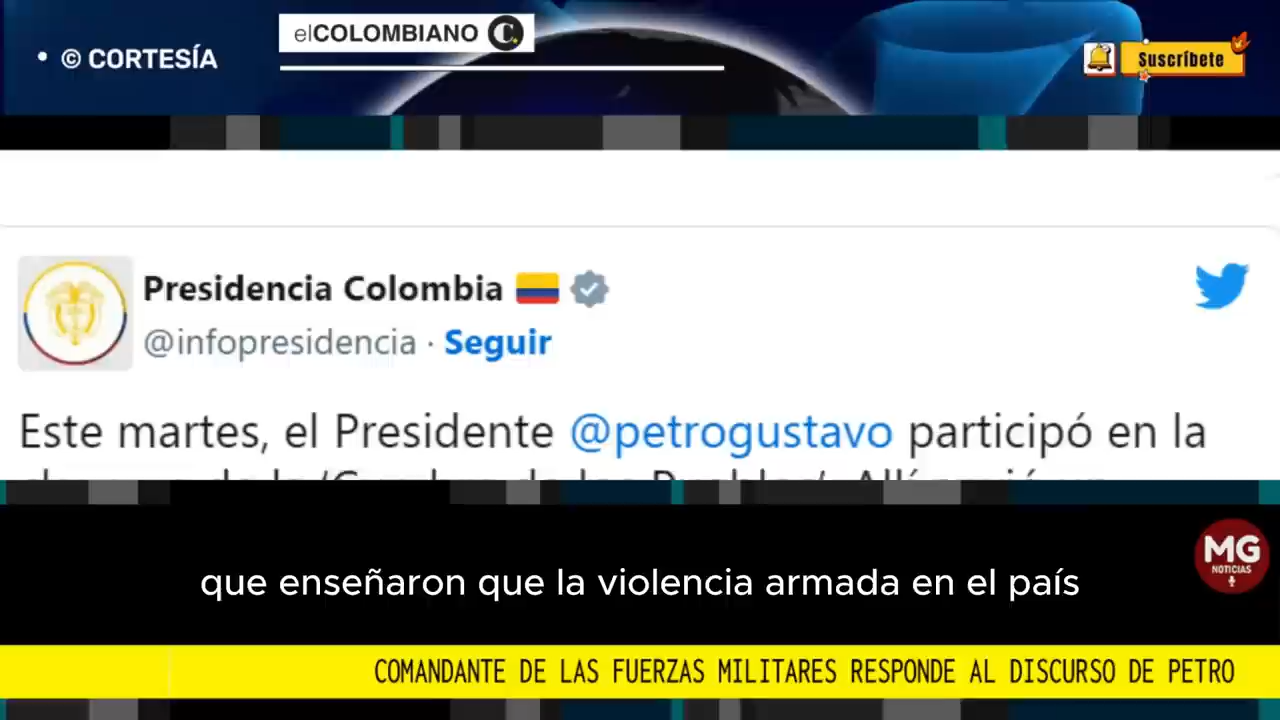 elCOLOMBIANO C.
• © CORTESÍA
Suscríbete
Presidencia Colombia
@infopresidencia · Seguir
Este martes, el Presidente @petrogustavo participó en la
que enseñaron que la violencia armada en el país
MG
NOTICIAS
COMANDANTE DE LAS FUERZAS MILITARES RESPONDE AL DISCURSO DE PETRO